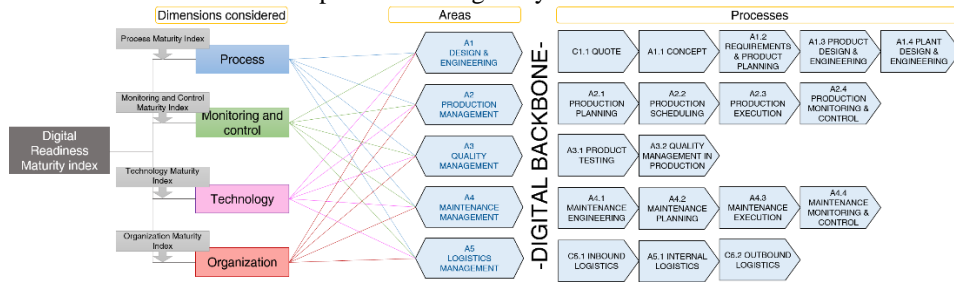 Dimensions considered
Areas
Processes
Process Maturity Index
Process
Monitoring and Control
Maturity Index
Monitoring and
control
Digital
Readiness
Maturity index
Technology Maturity
Index
Technology
Organization Maturity
Index
Organization
A1
DESIGN &
ENGINEERING
A2
PRODUCTION
MANAGEMENT
A3
QUALITY
MANAGEMENT
A4
MAINTENANCE
MANAGEMENT
A5
LOGISTICS
MANAGEMENT
-DIGITAL BACKBONE-
C1.1 QUOTE
A1.1 CONCEPT
A1.2
REQUIREMENTS
& PRODUCT
PLANNING
A1.3 PRODUCT
DESIGN &
ENGINEERING
A1.4 PLANT
DESIGN &
ENGINEERING
A2.1
PRODUCTION
PLANNING
A2.2
PRODUCTION
SCHEDULING
A2.3
PRODUCTION
EXECUTION
A2.4
PRODUCTION
MONITORING &
CONTROL
A3.1 PRODUCT
TESTING
A3.2 QUALITY
MANAGEMENT IN
PRODUCTION
A4.1
MAINTENANCE
ENGINEERING
A4.2
MAINTENANCE
PLANNING
A4.3
MAINTENANCE
EXECUTION
A4.4
MAINTENANCE
MONITORING &
CONTROL
C5.1 INBOUND
LOGISTICS
A5.1 INTERNAL
LOGISTICS
C5.2 OUTBOUND
LOGISTICS